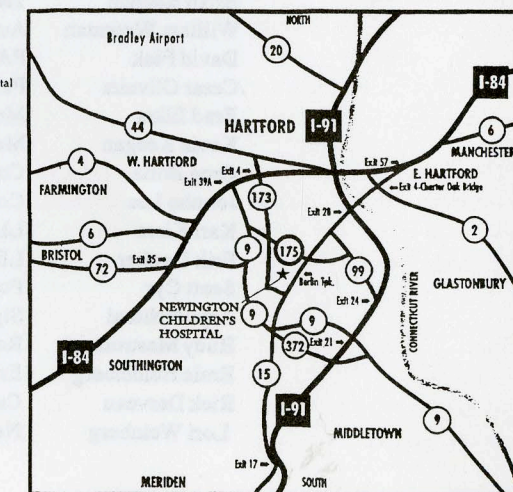 NORTH
Bradley Airport
20
I-84
44
HARTFORD
I-91
6
MANCHESTER
W. HARTFORD
Exit 4
Exit 57
E. HARTFORD
4
Exit 39A
Exit 4-Charter Oak Bridge
FARMINGTON
173
Exit 28
6
9
175
2
BRISTOL
Exit 35
72
Berlin Tpk.
99
GLASTONBURY
Exit 24
NEWINGTON
CHILDREN'S
HOSPITAL
CONNECTICUT RIVER
9
9
I-84
372
Exit 21
SOUTHINGTON
15
I-91
9
MIDDLETOWN
Exit 17
MERIDEN
SOUTH